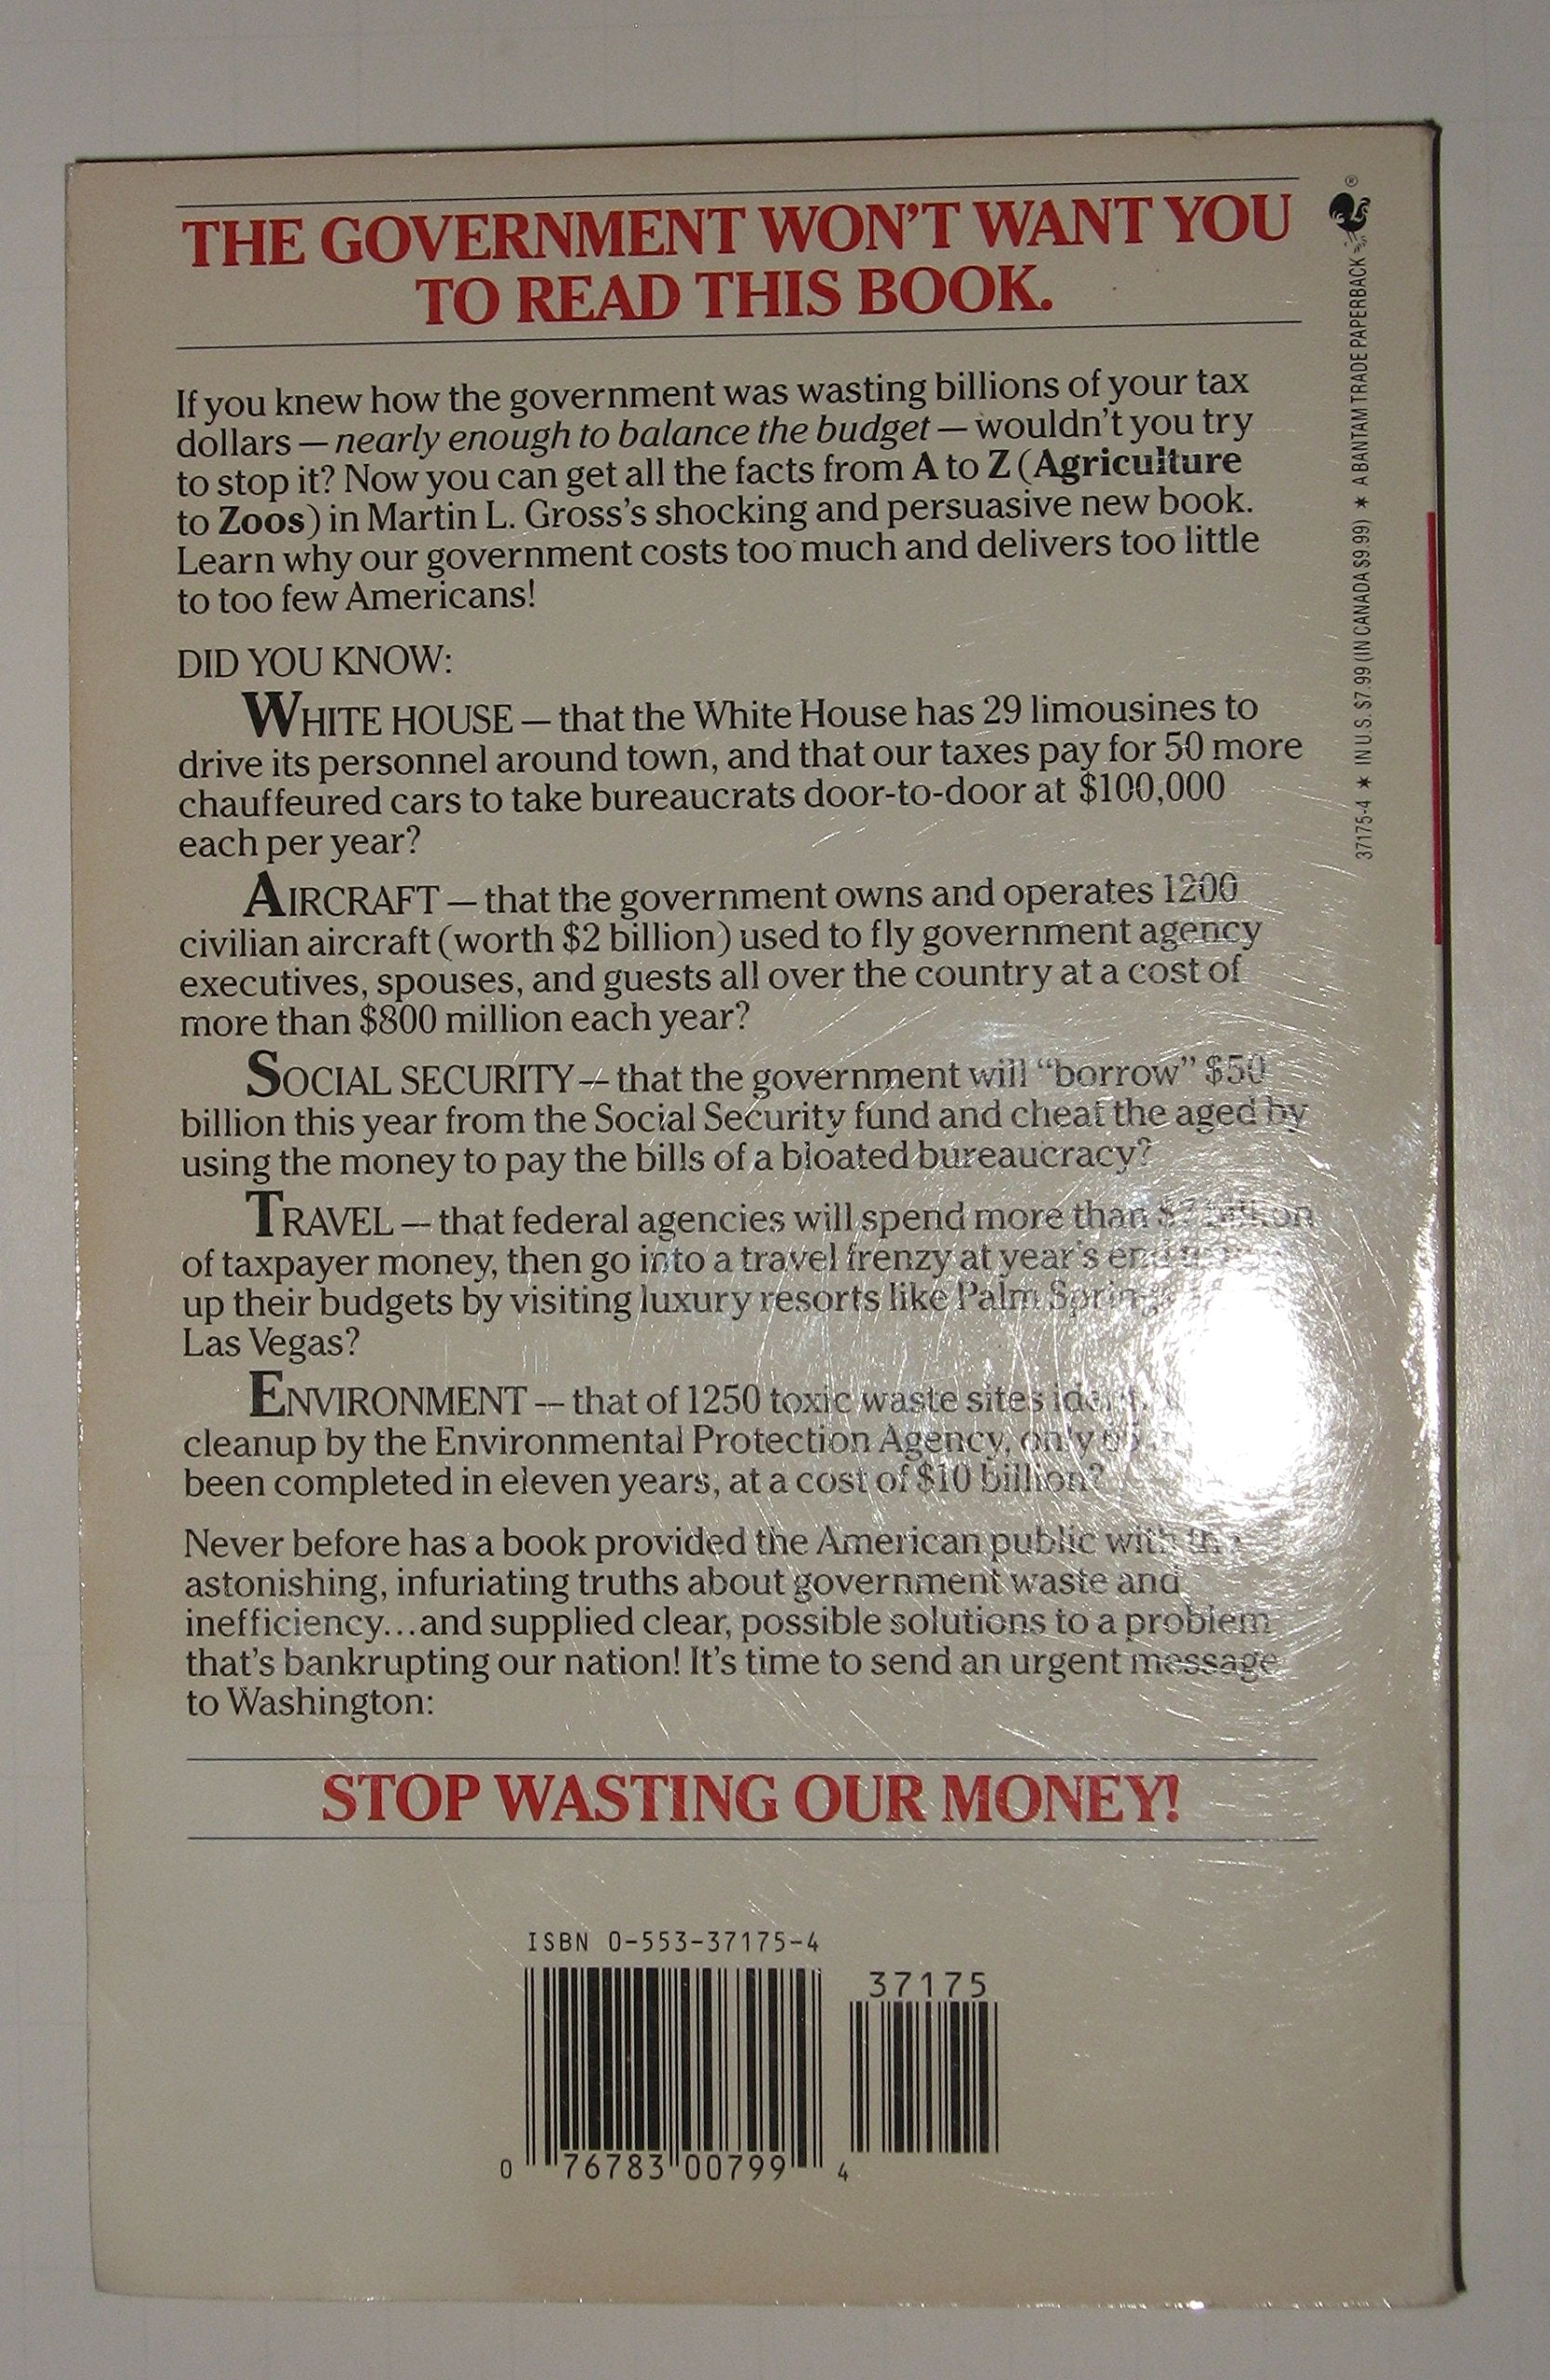 THE GOVERNMENT WON'T WANT YOU
TO READ THIS BOOK.
If you knew how the government was wasting billions of your tax
dollars — nearly enough to balance the budget — wouldn't you try
to stop it? Now you can get all the facts from A to Z (Agriculture
to Zoos) in Martin L. Gross's shocking and persuasive new book.
Learn why our government costs too much and delivers too little
to too few Americans!
DID YOU KNOW:
WHITE HOUSE — that the White House has 29 limousines to
drive its personnel around town, and that our taxes pay for 50 more
chauffeured cars to take bureaucrats door-to-door at $100,000
each per year?
AIRCRAFT — that the government owns and operates 1200
civilian aircraft (worth $2 billion) used to fly government agency
executives, spouses, and guests all over the country at a cost of
more than $800 million each year?
SOCIAL SECURITY — that the government will "borrow" $50
billion this year from the Social Security fund and cheat the aged by
using the money to pay the bills of a bloated bureaucracy?
TRAVEL — that federal agencies will spend more than $7 billion
of taxpayer money, then go into a travel frenzy at year's end
up their budgets by visiting luxury resorts like Palm
Las Vegas?
ENVIRONMENT — that of 1250 toxic waste sites
cleanup by the Environmental Protection Agency, only
been completed in eleven years, at a cost of $10 billion?
Never before has a book provided the American public with the
astonishing, infuriating truths about government waste and
inefficiency...and supplied clear, possible solutions to a problem
that's bankrupting our nation! It's time to send an urgent message
to Washington:
STOP WASTING OUR MONEY!
ISBN 0-553-37175-4
37175
0 76783 00799 4
37175-4 ★ IN U.S. $7.99 (IN CANADA $9.99) ★ A BANTAM TRADE PAPERBACK ®